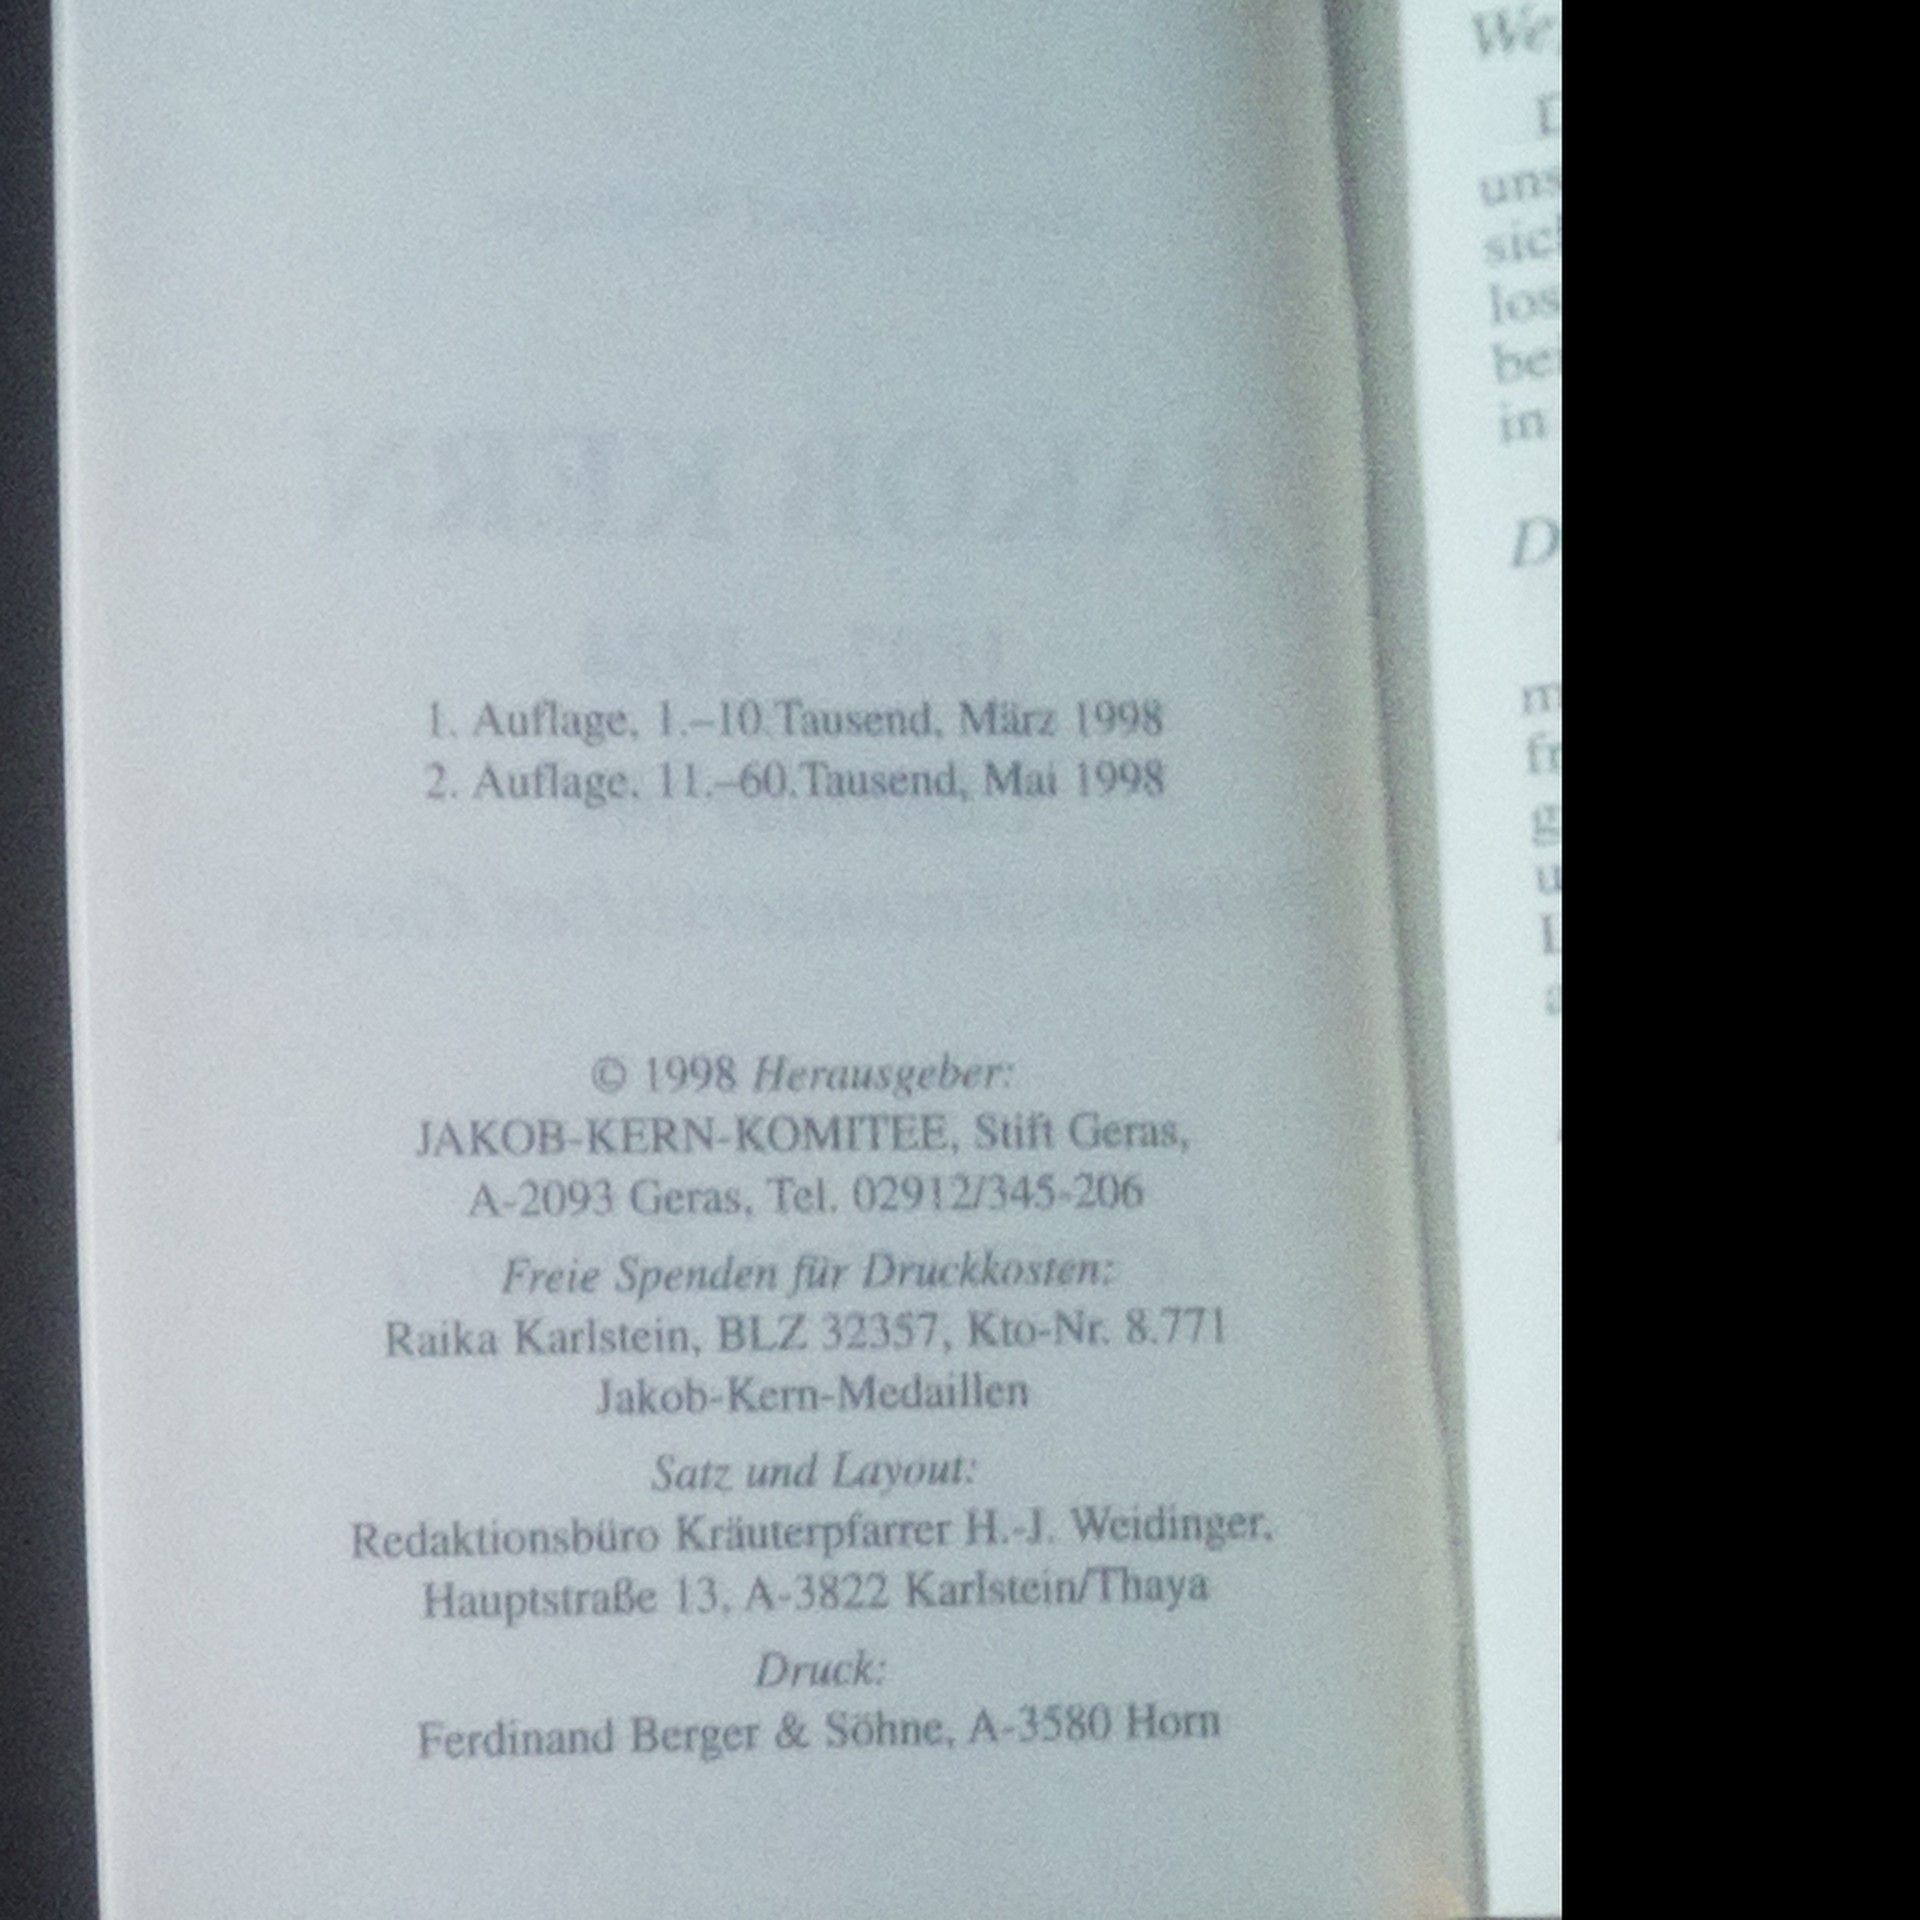 1. Auflage, 1.–10.Tausend, März 1998
2. Auflage, 11.–60.Tausend, Mai 1998
© 1998 Herausgeber:
JAKOB-KERN-KOMITEE, Stift Geras,
A-2093 Geras, Tel. 02912/345-206
Freie Spenden für Druckkosten:
Raika Karlstein, BLZ 32357, Kto-Nr. 8.771
Jakob-Kern-Medaillen
Satz und Layout:
Redaktionsbüro Kräuterpfarrer H.-J. Weidinger,
Hauptstraße 13, A-3822 Karlstein/Thaya
Druck:
Ferdinand Berger & Söhne, A-3580 Horn
in